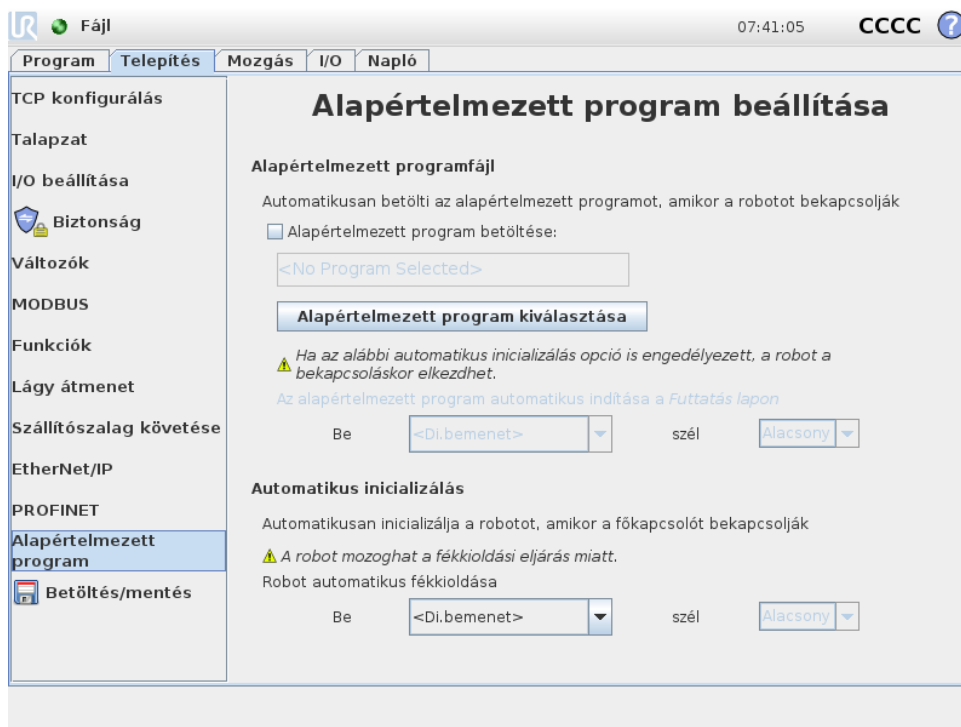 UR Fájl 07:41:05 CCCC ?
Program Telepítés Mozgás I/O Napló
TCP konfigurálás
Talapzat
I/O beállítása
Biztonság
Változók
MODBUS
Funkciók
Lágy átmenet
Szállítószalag követése
EtherNet/IP
PROFINET
Alapértelmezett
program
Betöltés/mentés
Alapértelmezett program beállítása
Alapértelmezett programfájl
Automatikusan betölti az alapértelmezett programot, amikor a robotot bekapcsolják
Alapértelmezett program betöltése:
<No Program Selected>
Alapértelmezett program kiválasztása
Ha az alábbi automatikus inicializálás opció is engedélyezett, a robot a
bekapcsoláskor elkezdhet.
Az alapértelmezett program automatikus indítása a Futtatás lapon
Be <Di.bemenet> szél Alacsony
Automatikus inicializálás
Automatikusan inicializálja a robotot, amikor a főkapcsolót bekapcsolják
A robot mozoghat a fékkioldási eljárás miatt.
Robot automatikus fékkioldása
Be <Di.bemenet> szél Alacsony